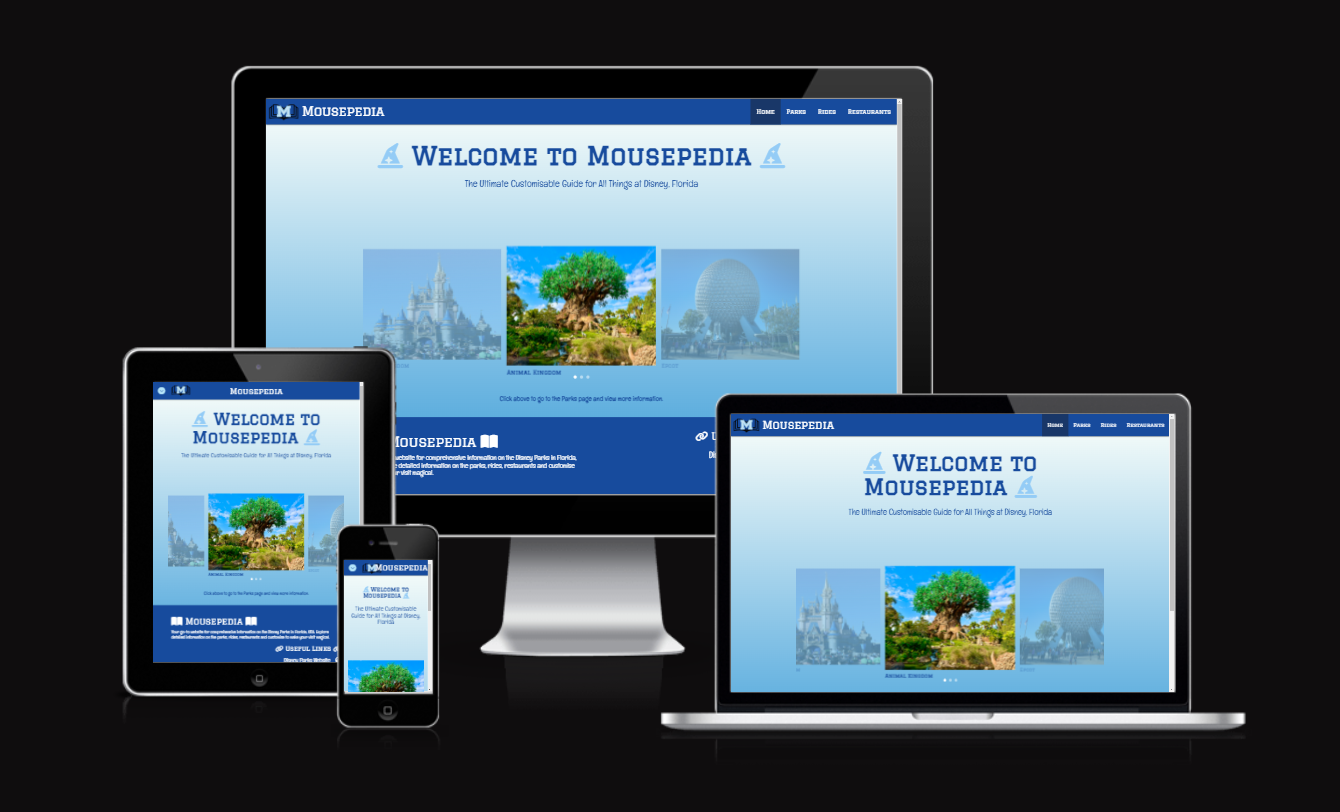 M Mousepedia
Home Parks Rides Restaurants
Welcome to Mousepedia
The Ultimate Customisable Guide for All Things at Disney, Florida
Animal Kingdom
Epcot
Click above to go to the Parks page and view more information.
Mousepedia
website for comprehensive information on the Disney Parks in Florida,
detailed information on the parks, rides, restaurants and customise
visit magical.
M Mousepedia
Welcome to
Mousepedia
The Ultimate Customisable Guide for All Things at Disney, Florida
Animal Kingdom
Click above to go to the Parks page and view more information.
Mousepedia
Your go-to website for comprehensive information on the Disney Parks in Florida, USA. Explore
detailed information on the parks, rides, restaurants and customise to make your visit magical.
Useful Links
Disney Parks Website
M Mousepedia
Welcome to
Mousepedia
The Ultimate Customisable
Guide for All Things at Disney,
Florida
M Mousepedia
Home Parks Rides Restaurants
Welcome to
Mousepedia
The Ultimate Customisable Guide for All Things at Disney, Florida
Animal Kingdom